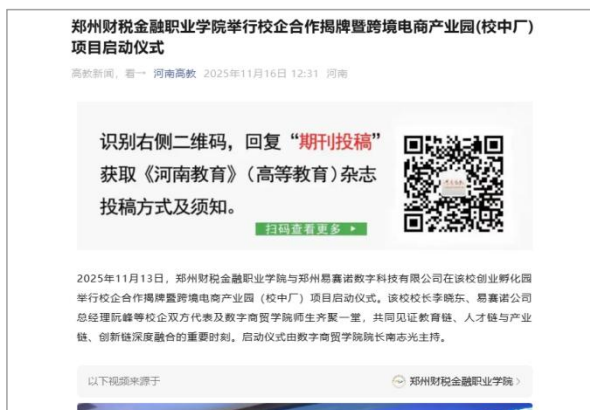 郑州财税金融职业学院举行校企合作揭牌暨跨境电商产业园(校中厂)
项目启动仪式
高教新闻，看一 河南高教 2025年11月16日 12:31 河南
识别右侧二维码，回复“期刊投稿”
获取《河南教育》（高等教育）杂志
投稿方式及须知。
扫码查看更多
2025年11月13日，郑州财税金融职业学院与郑州易赛诺数字科技有限公司在该校创业孵化园
举行校企合作揭牌暨跨境电商产业园（校中厂）项目启动仪式。该校校长李晓东、易赛诺公司
总经理阮峰等校企双方代表及数字商贸学院师生齐聚一堂，共同见证教育链、人才链与产业
链、创新链深度融合的重要时刻。启动仪式由数字商贸学院院长南志光主持。
以下视频来源于
郑州财税金融职业学院